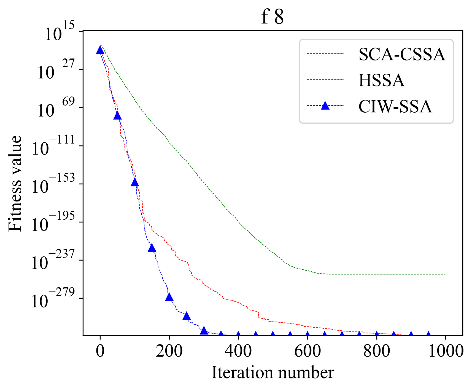 f 8
SCA-CSSA
HSSA
CIW-SSA
Fitness value
10^15
10^-27
10^-69
10^-111
10^-153
10^-195
10^-237
10^-279
0 200 400 600 800 1000
Iteration number